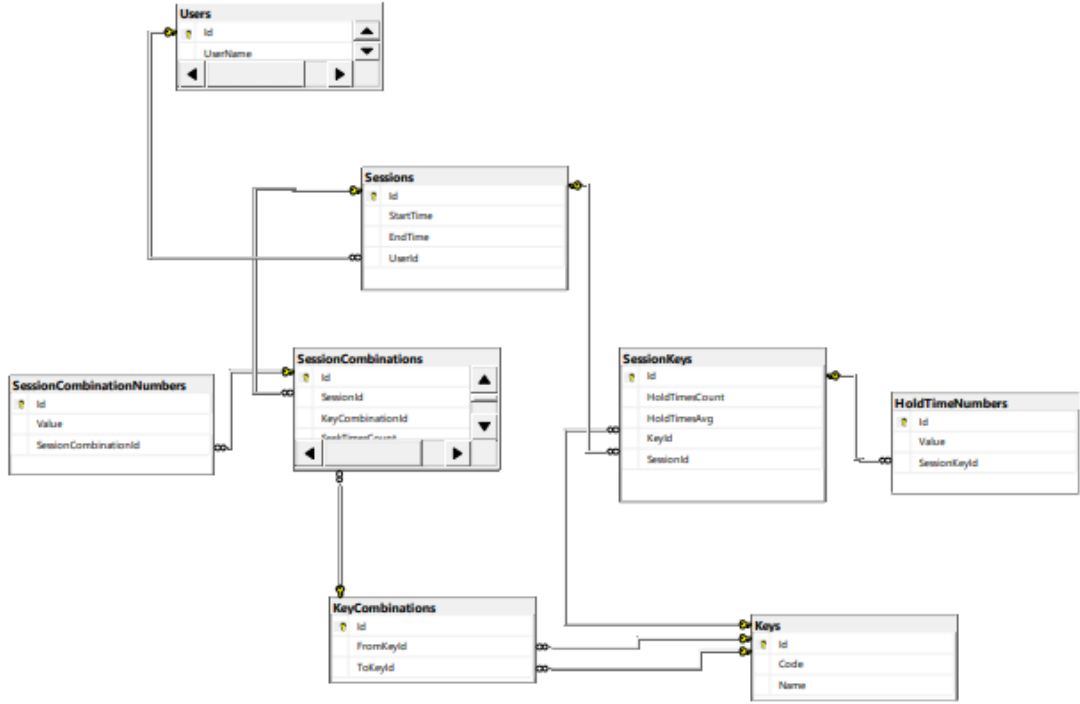 Users
Id
UserName
Sessions
Id
StartTime
EndTime
UserId
SessionCombinations
Id
SessionId
KeyCombinationId
SeekTimesCount
SessionCombinationNumbers
Id
Value
SessionCombinationId
SessionKeys
Id
HoldTimesCount
HoldTimesAvg
KeyId
SessionId
HoldTimeNumbers
Id
Value
SessionKeyId
KeyCombinations
Id
FromKeyId
ToKeyId
Keys
Id
Code
Name